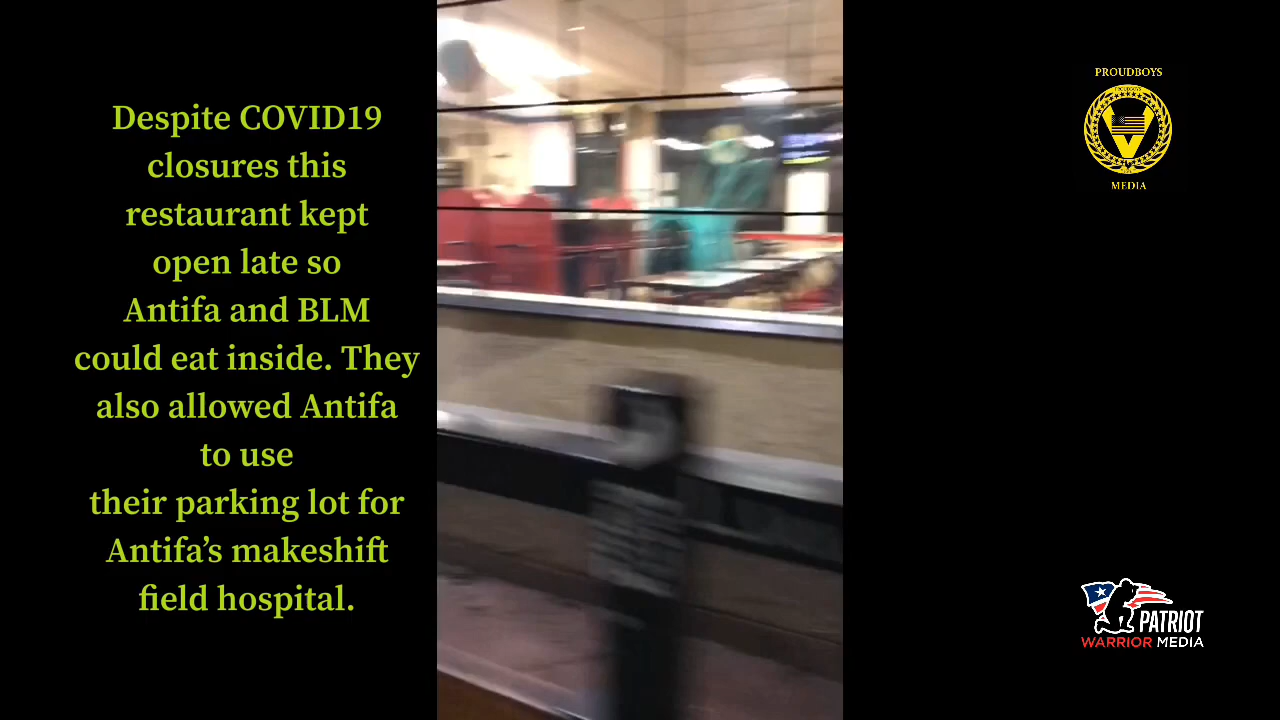 Despite COVID19
closures this
restaurant kept
open late so
Antifa and BLM
could eat inside. They
also allowed Antifa
to use
their parking lot for
Antifa's makeshift
field hospital.
PROUDBOYS
MEDIA
PATRIOT
WARRIOR MEDIA